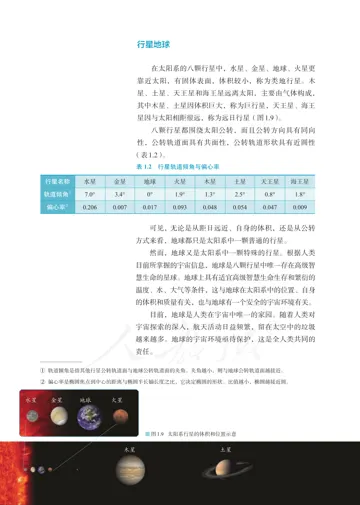 行星地球
在太阳系的八颗行星中，水星、金星、地球、火星更
靠近太阳，有固体表面，体积较小，称为类地行星。木
星、土星、天王星和海王星远离太阳，主要由气体构成，
其中木星、土星因体积巨大，称为巨行星，天王星、海王
星因与太阳相距很远，称为远日行星（图1.9）。
八颗行星都围绕太阳公转，而且公转方向具有同向
性，公转轨道面具有共面性，公转轨道形状具有近圆性
（表1.2）。
表 1.2 行星轨道倾角与偏心率
行星名称 水星 金星 地球 火星 木星 土星 天王星 海王星
轨道倾角① 7.0° 3.4° 0° 1.9° 1.3° 2.5° 0.8° 1.8°
偏心率② 0.206 0.007 0.017 0.093 0.048 0.054 0.047 0.009
可见，无论是从距日远近、自身的体积，还是从公转
方式来看，地球都只是太阳系中一颗普通的行星。
然而，地球又是太阳系中一颗特殊的行星。根据人类
目前所掌握的宇宙信息，地球是八颗行星中唯一存在高级智
慧生命的星球。地球上具有适宜高级智慧生命生存和繁衍的
温度、水、大气等条件，这与地球在太阳系中的位置、自身
的体积和质量有关，也与地球有一个安全的宇宙环境有关。
目前，地球是人类在宇宙中唯一的家园。随着人类对
宇宙探索的深入，航天活动日益频繁，留在太空中的垃圾
越来越多。地球的宇宙环境亟待保护，这是全人类共同的
责任。
① 轨道倾角是指其他行星公转轨道面与地球公转轨道面的夹角。夹角越小，则与地球公转轨道面越接近。
② 偏心率是椭圆焦点到中心的距离与椭圆半长轴长度之比。它决定椭圆的形状。比值越小，椭圆越接近圆。
水星 金星 地球 火星
图 1.9 太阳系行星的体积和位置示意
木星 土星